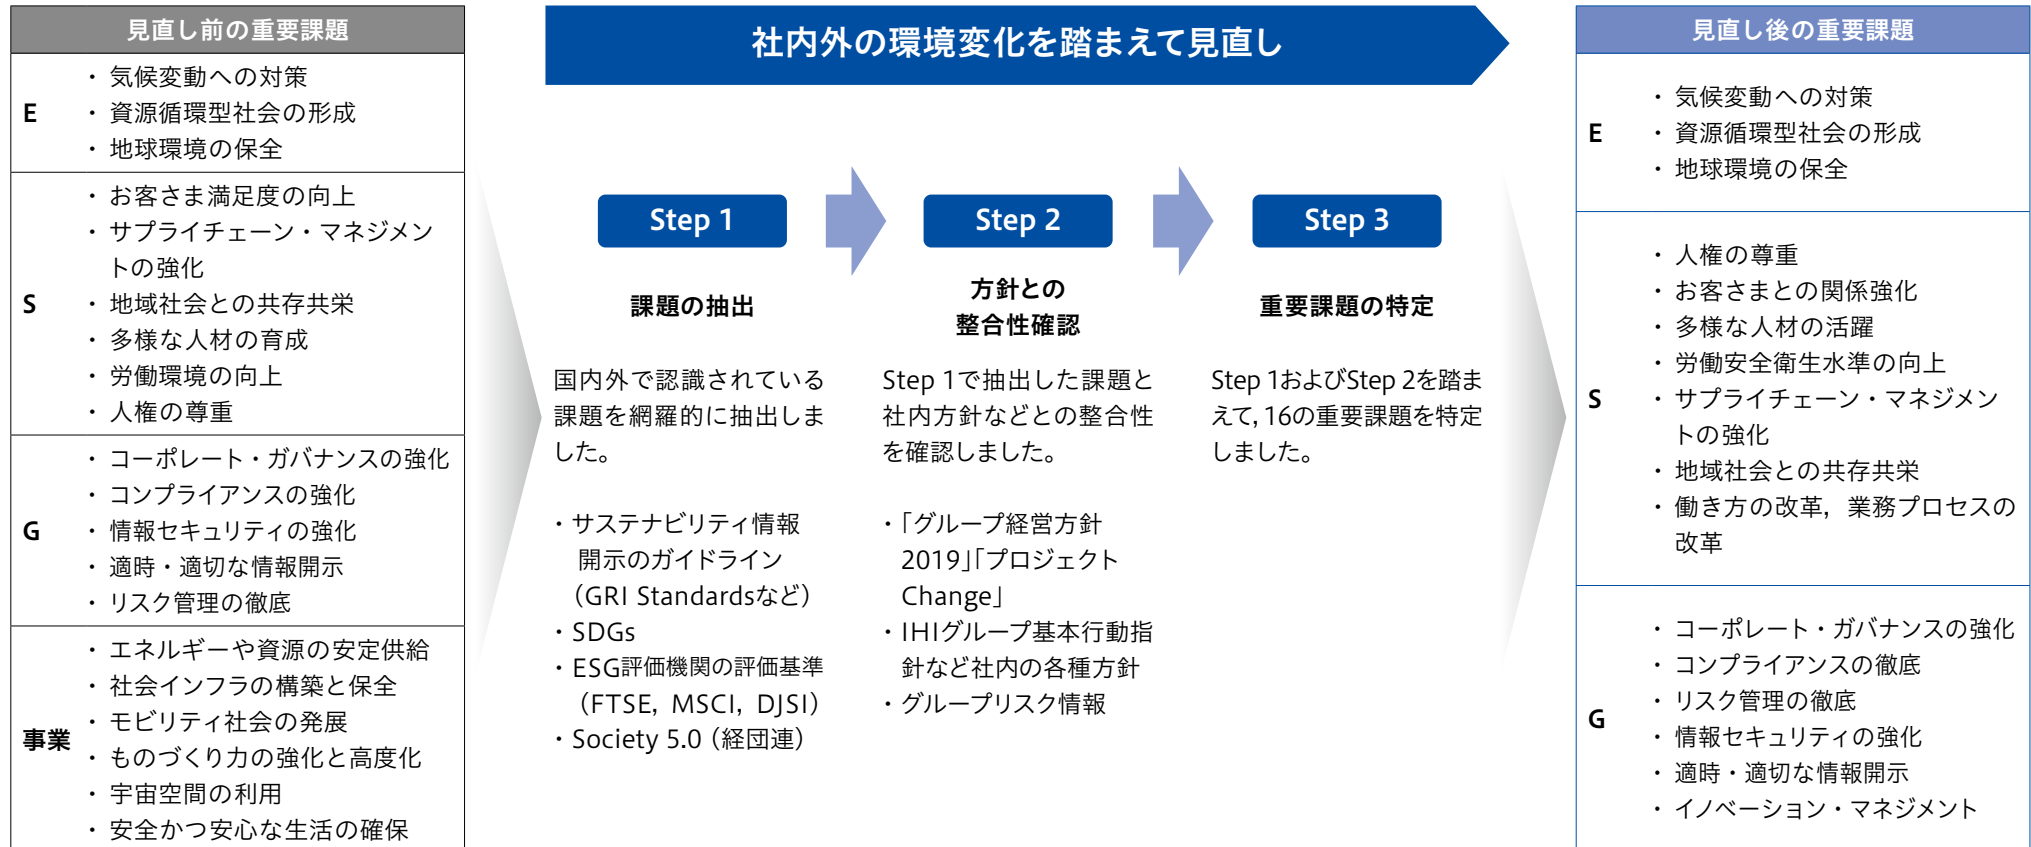 見直し前の重要課題
E
・ 気候変動への対策
・ 資源循環型社会の形成
・ 地球環境の保全
S
・ お客さま満足度の向上
・ サプライチェーン・マネジメン
トの強化
・ 地域社会との共存共栄
・ 多様な人材の育成
・ 労働環境の向上
・ 人権の尊重
G
・ コーポレート・ガバナンスの強化
・ コンプライアンスの強化
・ 情報セキュリティの強化
・ 適時・適切な情報開示
・ リスク管理の徹底
事業
・ エネルギーや資源の安定供給
・ 社会インフラの構築と保全
・ モビリティ社会の発展
・ ものづくり力の強化と高度化
・ 宇宙空間の利用
・ 安全かつ安心な生活の確保
社内外の環境変化を踏まえて見直し
Step 1
課題の抽出
国内外で認識されている
課題を網羅的に抽出しま
した。
・サステナビリティ情報
開示のガイドライン
（GRI Standardsなど）
・SDGs
・ESG評価機関の評価基準
（FTSE, MSCI, DJSI）
・Society 5.0（経団連）
Step 2
方針との
整合性確認
Step 1で抽出した課題と
社内方針などとの整合性
を確認しました。
・「グループ経営方針
2019」「プロジェクト
Change」
・IHIグループ基本行動指
針など社内の各種方針
・グループリスク情報
Step 3
重要課題の特定
Step 1およびStep 2を踏ま
えて, 16の重要課題を特定
しました。
見直し後の重要課題
E
・ 気候変動への対策
・ 資源循環型社会の形成
・ 地球環境の保全
S
・ 人権の尊重
・ お客さまとの関係強化
・ 多様な人材の活躍
・ 労働安全衛生水準の向上
・ サプライチェーン・マネジメン
トの強化
・ 地域社会との共存共栄
・ 働き方の改革, 業務プロセスの
改革
G
・ コーポレート・ガバナンスの強化
・ コンプライアンスの徹底
・ リスク管理の徹底
・ 情報セキュリティの強化
・ 適時・適切な情報開示
・ イノベーション・マネジメント